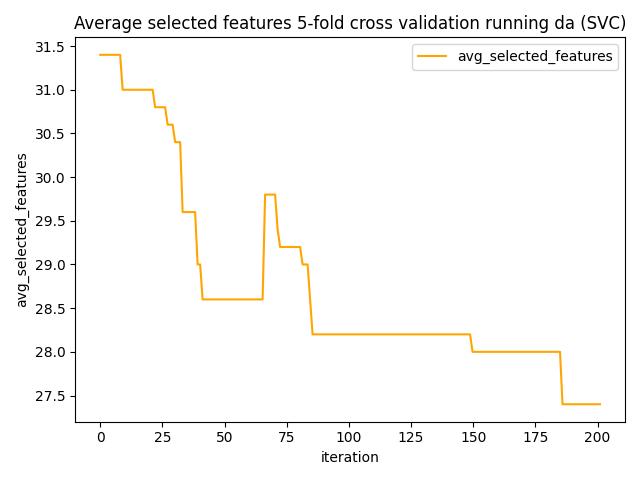 Average selected features 5-fold cross validation running da (SVC)
avg_selected_features
31.5
31.0
30.5
30.0
29.5
29.0
28.5
28.0
27.5
avg_selected_features
0 25 50 75 100 125 150 175 200
iteration